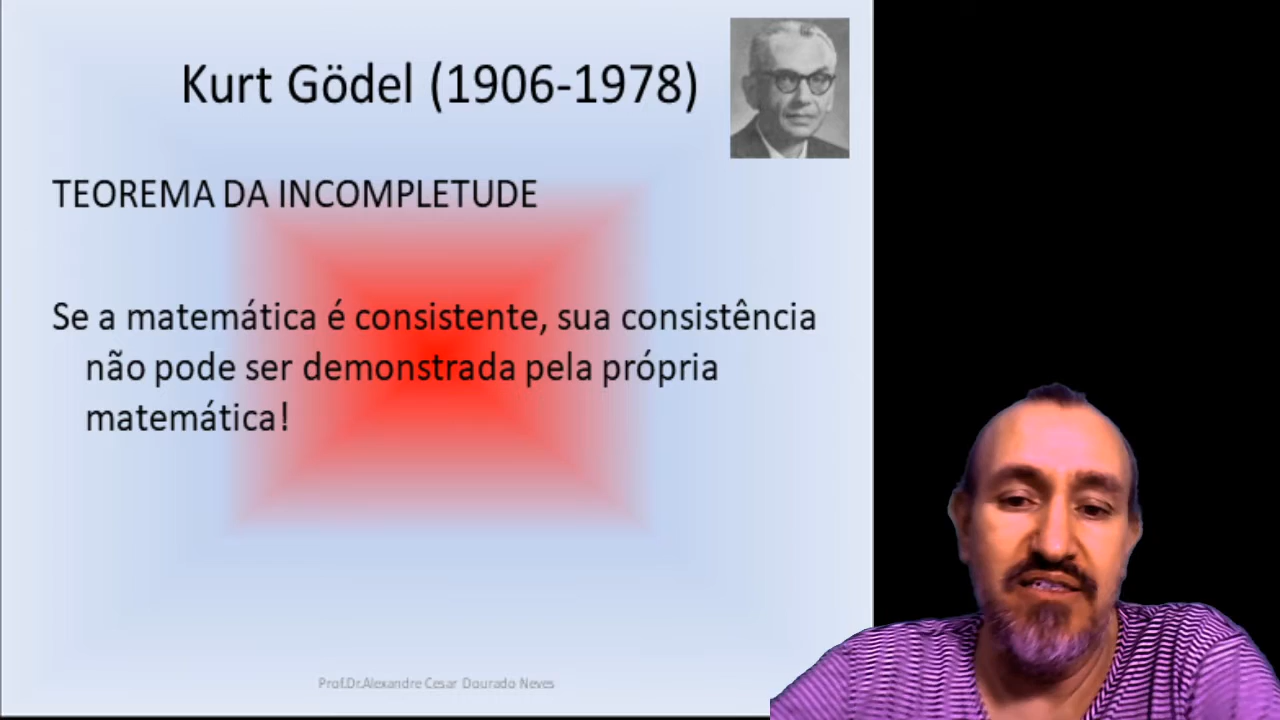 Kurt Gödel (1906-1978)
TEOREMA DA INCOMPLETUDE
Se a matemática é consistente, sua consistência
não pode ser demonstrada pela própria
matemática!
Prof.Dr.Alexandre Cesar Dourado Neves